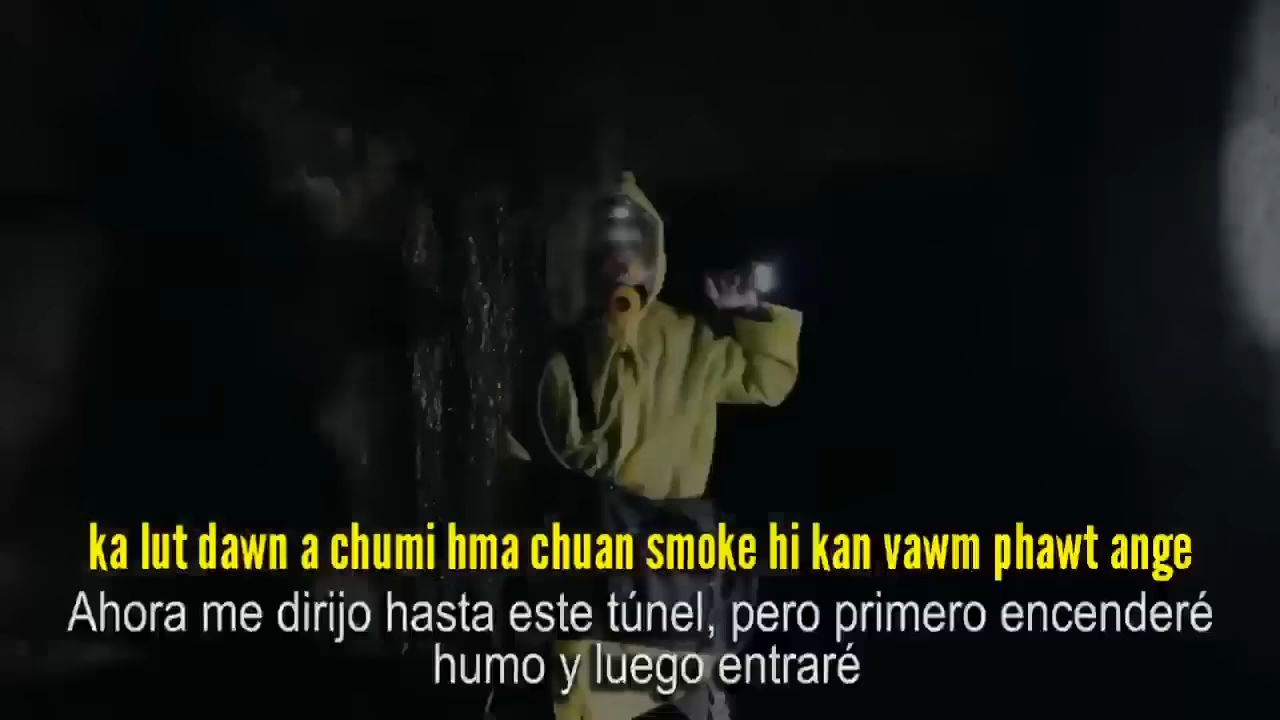 ka lut dawn a chumi hma chuan smoke hi kan vawm phawt ange
Ahora me dirijo hasta este túnel, pero primero encenderé
humo y luego entraré